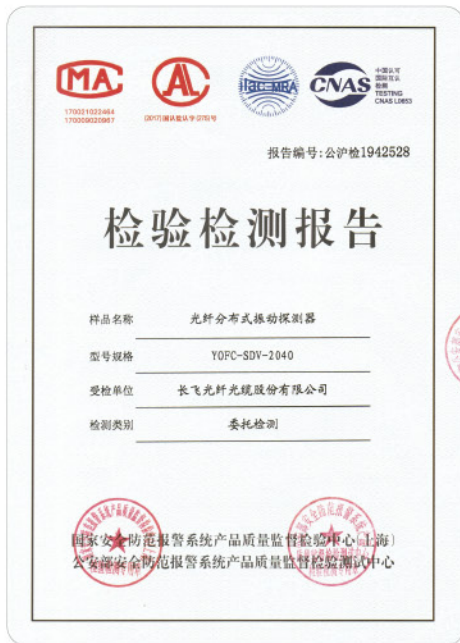 MA
170021022464
170009020967
AL
(2017)国认监认字(275)号
ilac-MRA
CNAS
中国认可
国际互认
检测
TESTING
CNAS L0653
报告编号:公沪检1942528
检验检测报告
样品名称 光纤分布式振动探测器
型号规格 YOFC-SDV-2040
受检单位 长飞光纤光缆股份有限公司
检测类别 委托检测
国家安全防范报警系统产品质量监督检验中心(上海)
公安部安全防范报警系统产品质量监督检验测试中心